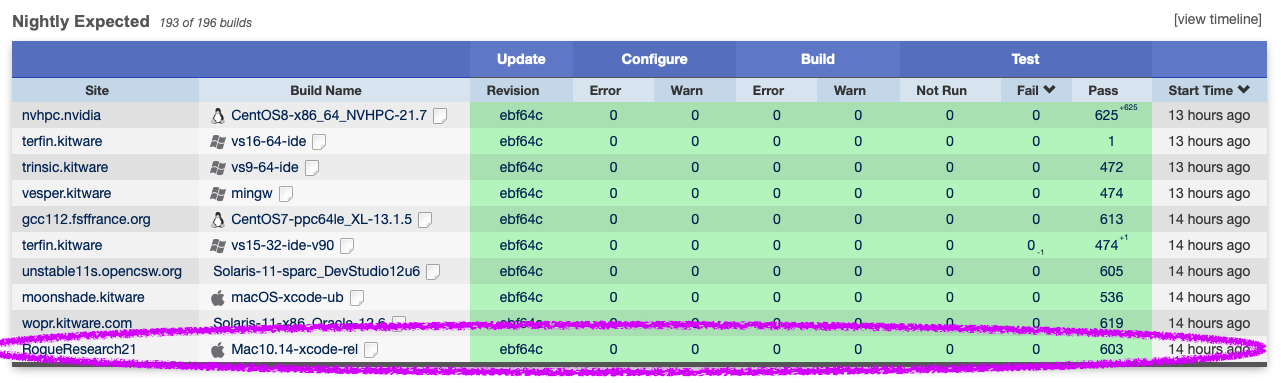 Nightly Expected 193 of 196 builds [view timeline]
Update Configure Build Test
Site Build Name Revision Error Warn Error Warn Not Run Fail Pass Start Time
nvhpc.nvidia CentOS8-x86_64_NVHPC-21.7 ebf64c 0 0 0 0 0 0 625 +625 13 hours ago
terfin.kitware vs16-64-ide ebf64c 0 0 0 0 0 0 1 13 hours ago
trinsic.kitware vs9-64-ide ebf64c 0 0 0 0 0 0 472 13 hours ago
vesper.kitware mingw ebf64c 0 0 0 0 0 0 474 13 hours ago
gcc112.fsffrance.org CentOS7-ppc64le_XL-13.1.5 ebf64c 0 0 0 0 0 0 613 14 hours ago
terfin.kitware vs15-32-ide-v90 ebf64c 0 0 0 0 0 0 -1 474 +1 14 hours ago
unstable11s.opencsw.org Solaris-11-sparc_DevStudio12u6 ebf64c 0 0 0 0 0 0 605 14 hours ago
moonshade.kitware macOS-xcode-ub ebf64c 0 0 0 0 0 0 536 14 hours ago
wopr.kitware.com Solaris-11-x86_Oracle-12.6 ebf64c 0 0 0 0 0 0 619 14 hours ago
RogueResearch21 Mac10.14-xcode-rel ebf64c 0 0 0 0 0 0 603 14 hours ago